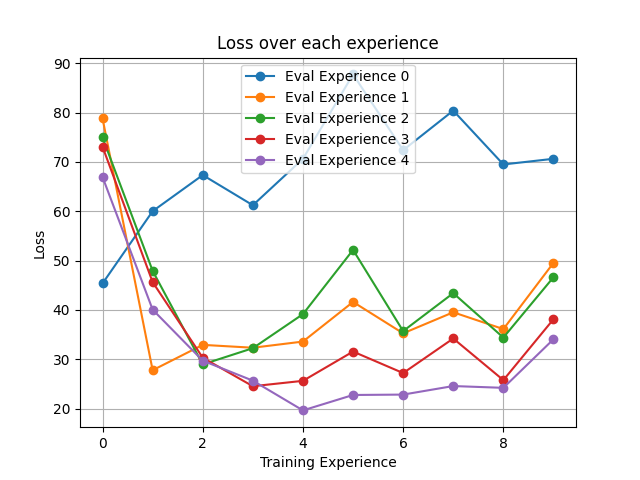 Loss over each experience
90
80
70
60
50
40
30
20
Loss
Eval Experience 0
Eval Experience 1
Eval Experience 2
Eval Experience 3
Eval Experience 4
0 2 4 6 8
Training Experience